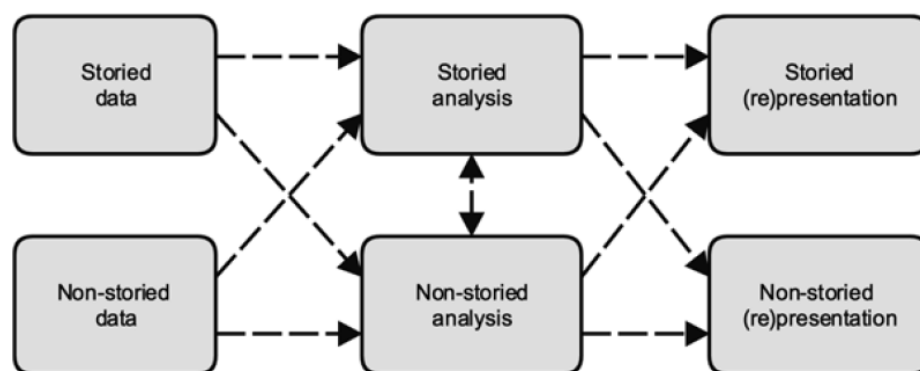 Storied
data
Storied
analysis
Storied
(re)presentation
Non-storied
data
Non-storied
analysis
Non-storied
(re)presentation